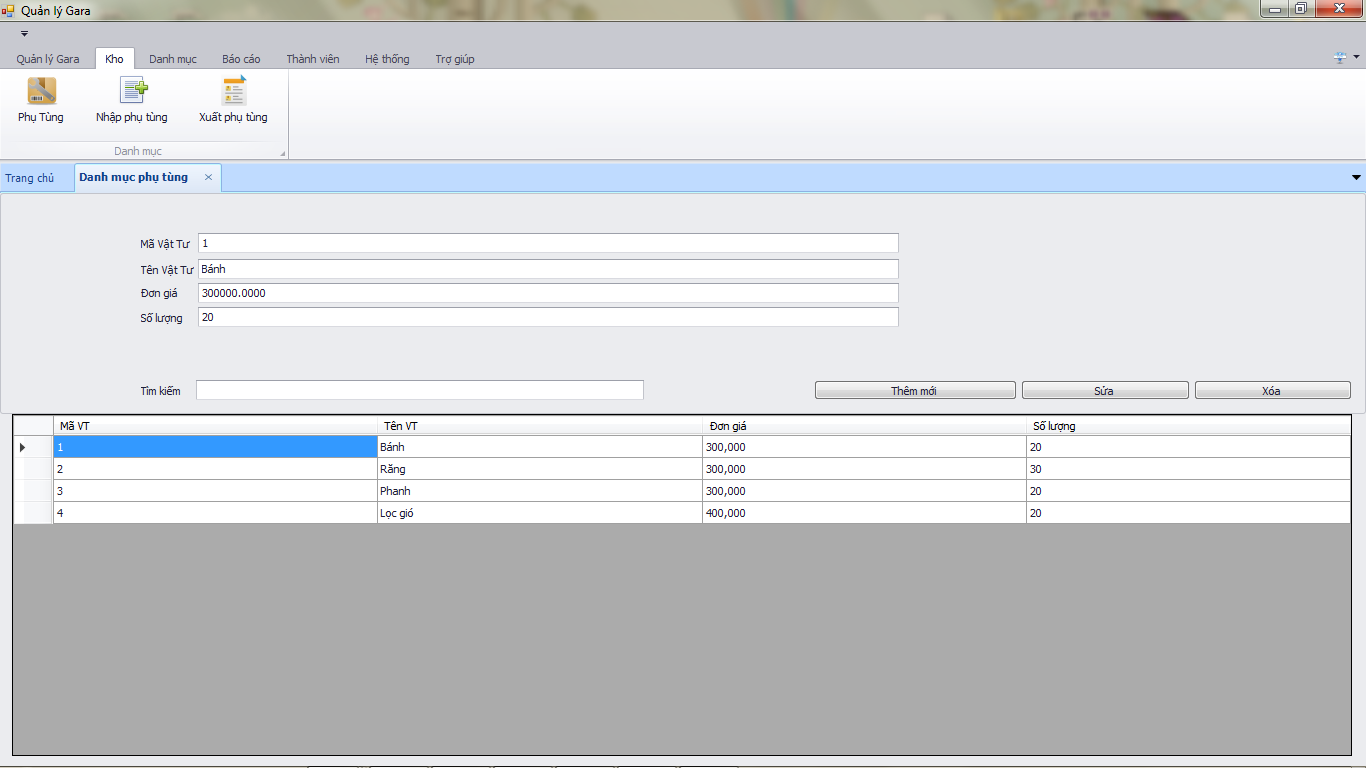 Quản lý Gara
Quản lý Gara Kho Danh mục Báo cáo Thành viên Hệ thống Trợ giúp
Phụ Tùng Nhập phụ tùng Xuất phụ tùng
Danh mục
Trang chủ Danh mục phụ tùng
Mã Vật Tư 1
Tên Vật Tư Bánh
Đơn giá 300000.0000
Số lượng 20
Tìm kiếm Thêm mới Sửa Xóa
Mã VT Tên VT Đơn giá Số lượng
1 Bánh 300,000 20
2 Răng 300,000 30
3 Phanh 300,000 20
4 Lọc gió 400,000 20